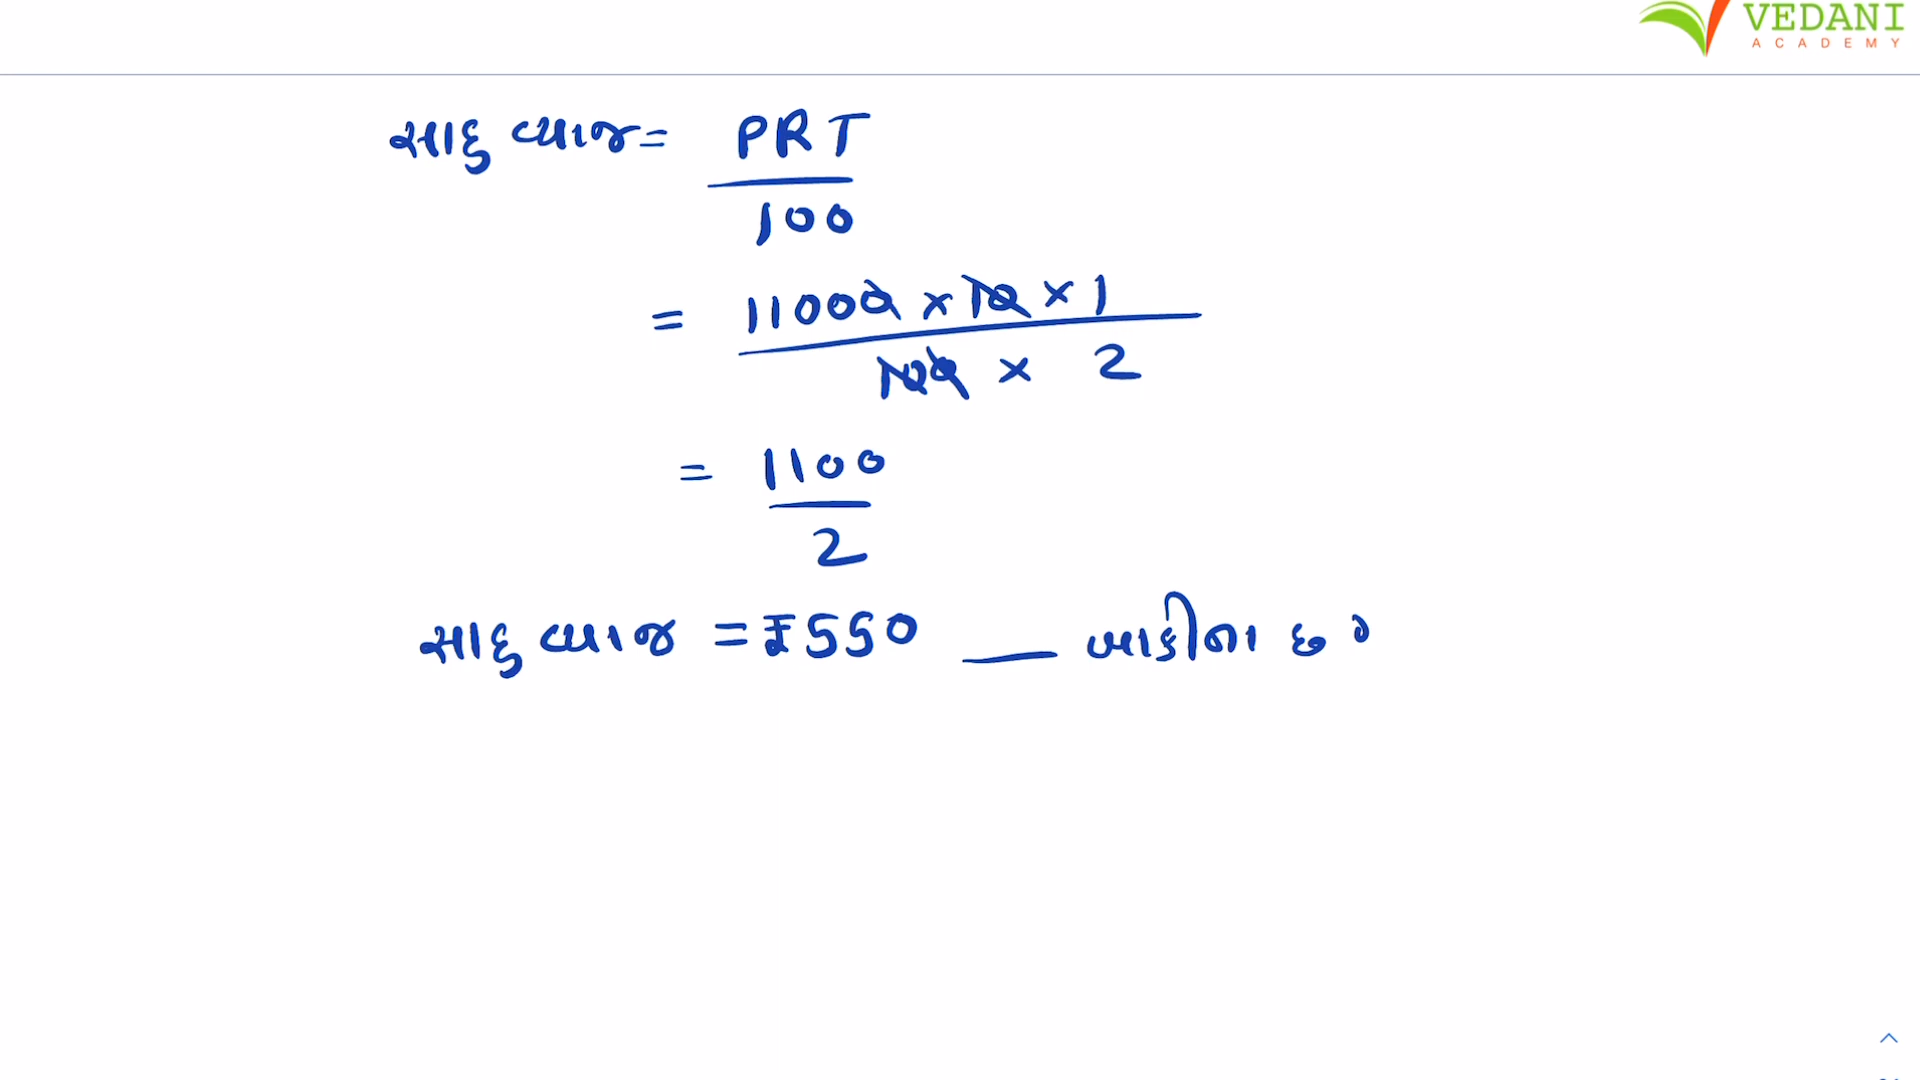 VEDANI
ACADEMY
સાદુ વ્યાજ = PRT
100
= 11000 x 10 x 1
100 x 2
= 1100
2
સાદુ વ્યાજ = ₹550 — બાકીના છ